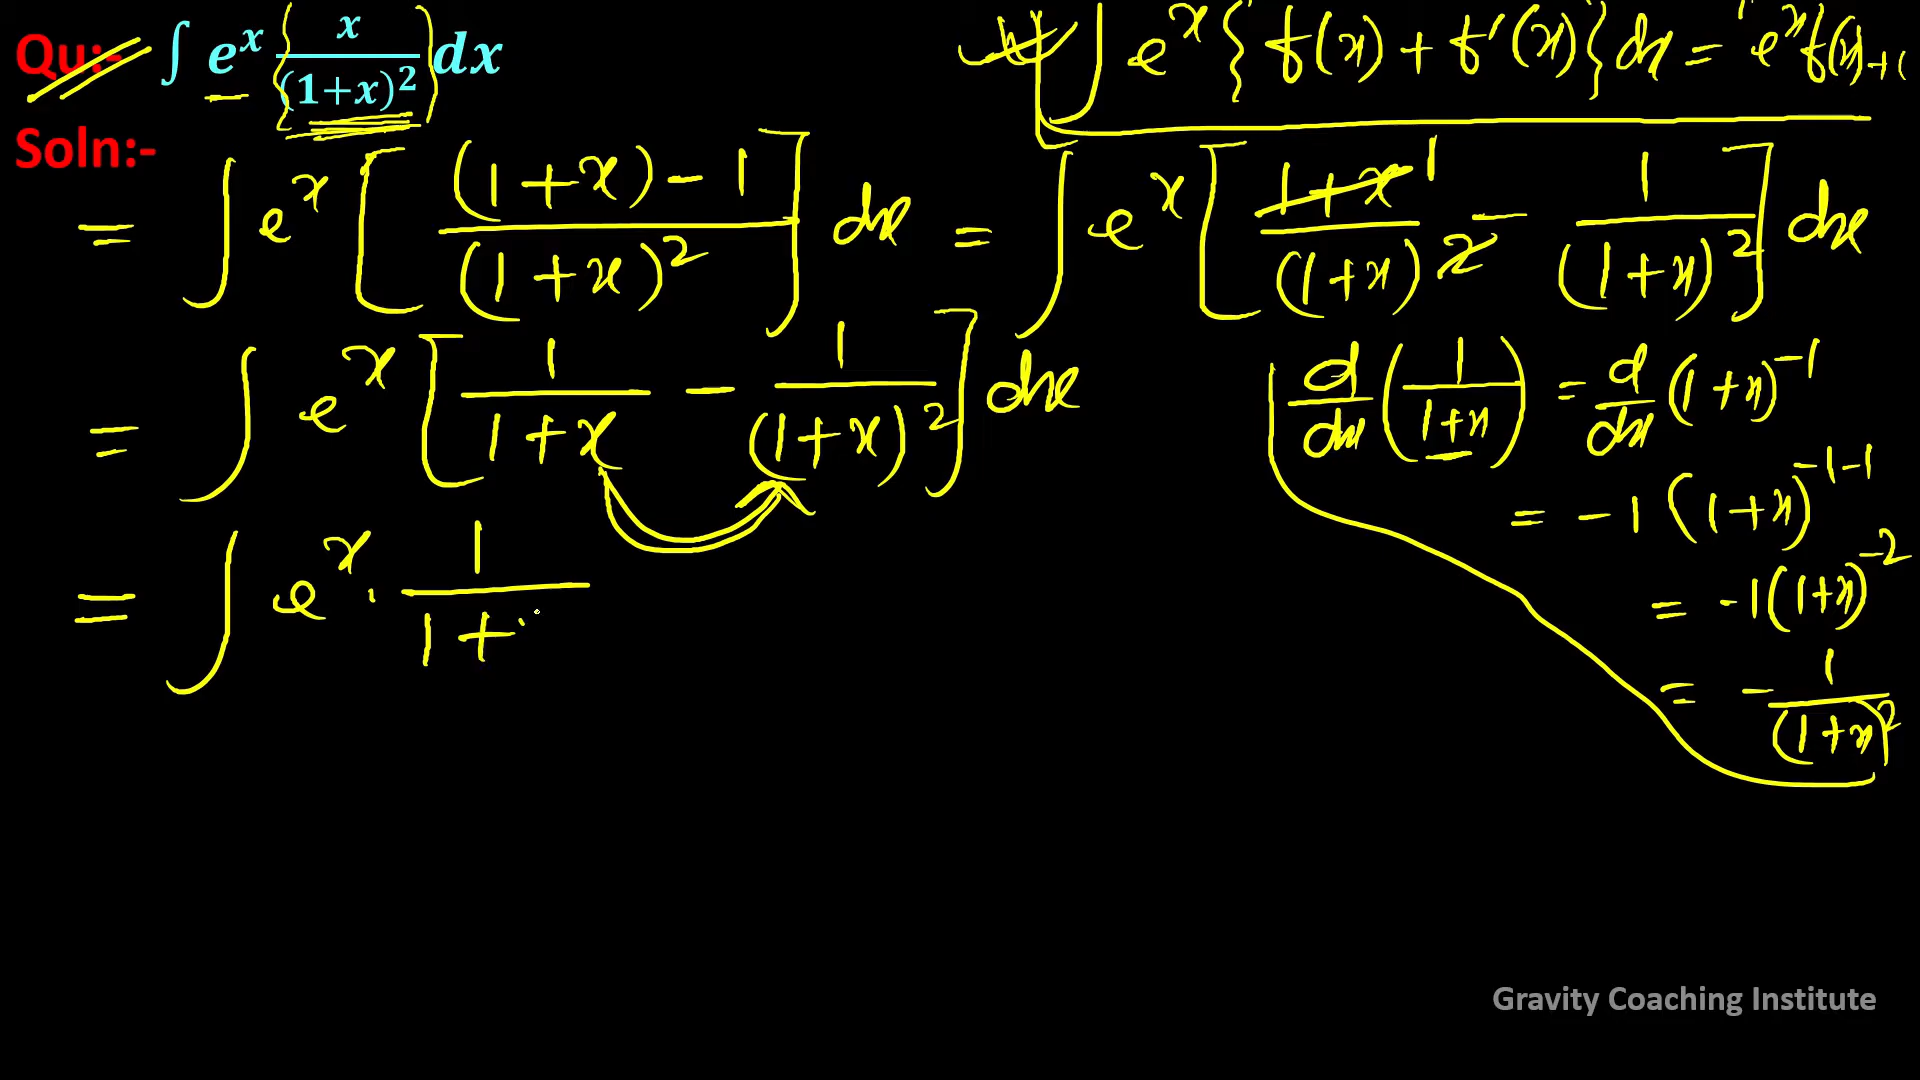 Qu:- ∫ e^x {x/(1+x)^2} dx
∫ e^x {f(x) + f'(x)} dx = e^x f(x) + c
Soln:-
= ∫ e^x [((1+x) - 1)/(1+x)^2] dx = ∫ e^x [(1+x)/(1+x)^2 - 1/(1+x)^2] dx
= ∫ e^x [1/(1+x) - 1/(1+x)^2] dx
= ∫ e^x · 1/(1+
d/dx (1/(1+x)) = d/dx (1+x)^-1
= -1 (1+x)^-1-1
= -1(1+x)^-2
= - 1/(1+x)^2
Gravity Coaching Institute